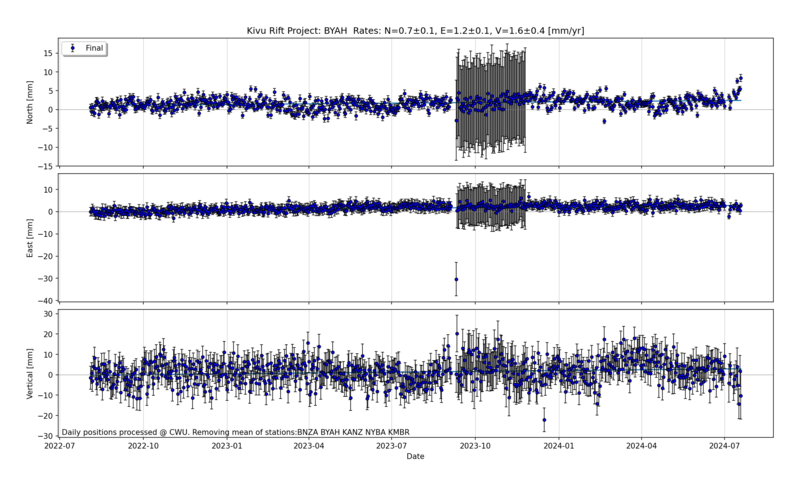 Kivu Rift Project: BYAH Rates: N=0.7±0.1, E=1.2±0.1, V=1.6±0.4 [mm/yr]
Final
North [mm]
15
10
5
0
−5
−10
−15
East [mm]
10
0
−10
−20
−30
−40
Vertical [mm]
30
20
10
0
−10
−20
−30
Daily positions processed @ CWU. Removing mean of stations:BNZA BYAH KANZ NYBA KMBR
2022-07 2022-10 2023-01 2023-04 2023-07 2023-10 2024-01 2024-04 2024-07
Date